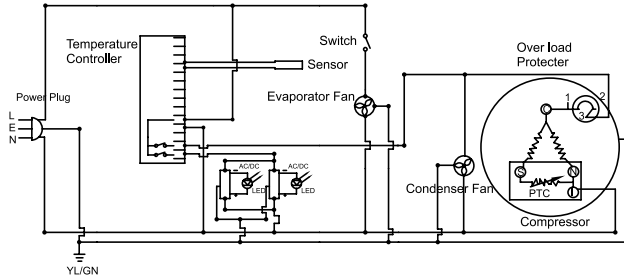 Temperature
Controller
Switch
Sensor
Over load
Protecter
Power Plug
Evaporator Fan
1
2
3
L
E
N
AC/DC
AC/DC
LED
LED
Condenser Fan
S
N
PTC
Compressor
YL/GN